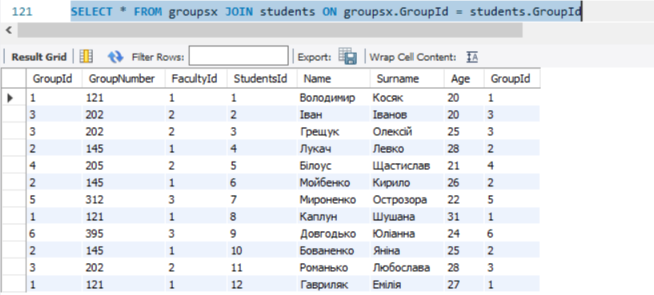 121 SELECT * FROM groupsx JOIN students ON groupsx.GroupId = students.GroupId
Result Grid Filter Rows: Export: Wrap Cell Content: IA
GroupId GroupNumber FacultyId StudentsId Name Surname Age GroupId
1 121 1 1 Володимир Косяк 20 1
3 202 2 2 Іван Іванов 20 3
3 202 2 3 Грещук Олексій 25 3
2 145 1 4 Лукач Левко 28 2
4 205 2 5 Білоус Щастислав 21 4
2 145 1 6 Мойбенко Кирило 26 2
5 312 3 7 Мироненко Острозора 22 5
1 121 1 8 Каплун Шушана 31 1
6 395 3 9 Довгодько Юліанна 24 6
2 145 1 10 Бованенко Яніна 25 2
3 202 2 11 Романько Любослава 28 3
1 121 1 12 Гавриляк Емілія 27 1